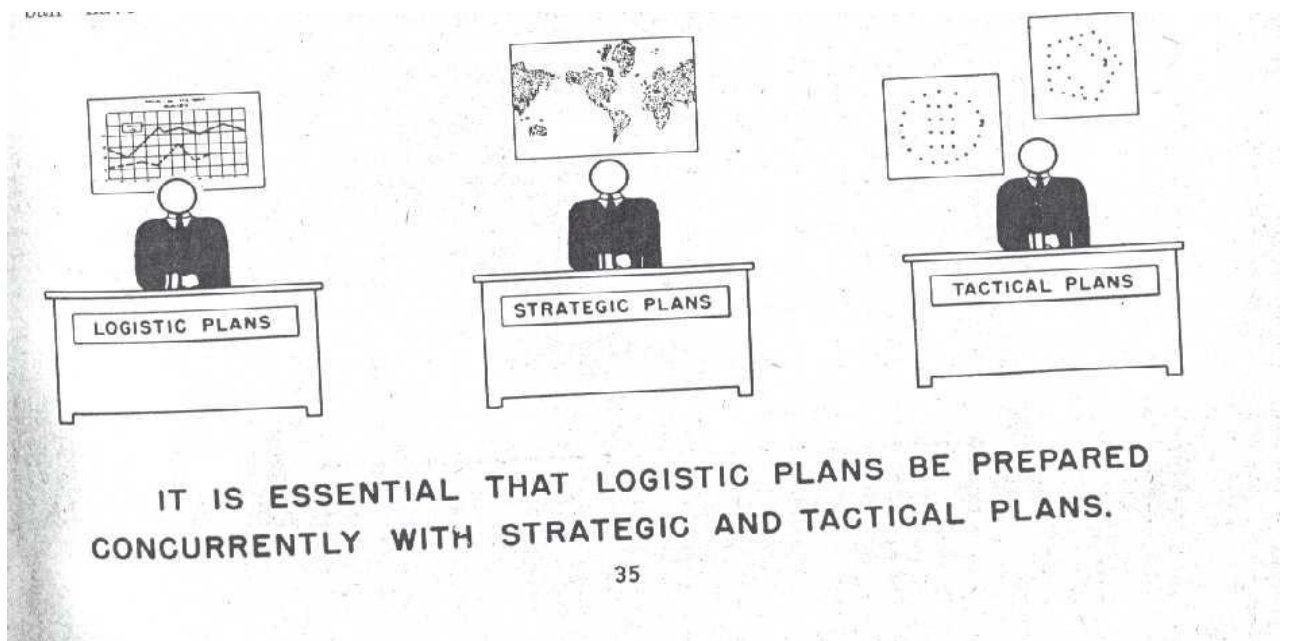 LOGISTIC PLANS
STRATEGIC PLANS
TACTICAL PLANS
IT IS ESSENTIAL THAT LOGISTIC PLANS BE PREPARED
CONCURRENTLY WITH STRATEGIC AND TACTICAL PLANS.
35